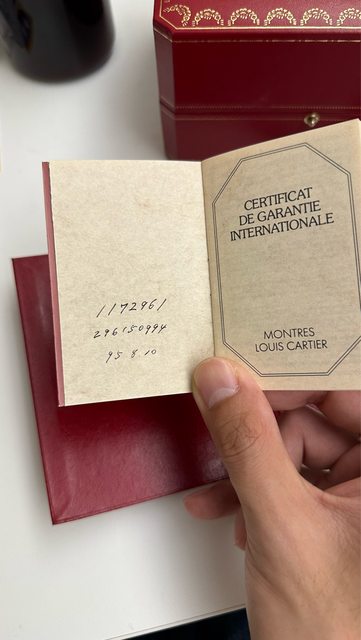 1172961
296150994
95 8 10
CERTIFICAT
DE GARANTIE
INTERNATIONALE
MONTRES
LOUIS CARTIER